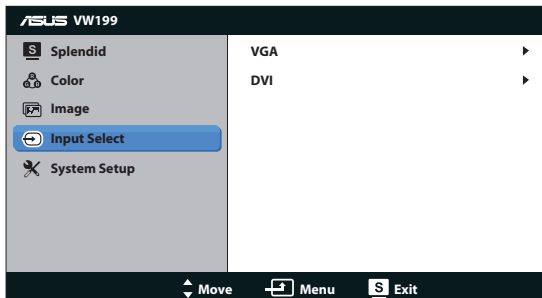 ASUS VW199
S Splendid
Color
Image
Input Select
System Setup
VGA
DVI
Move Menu S Exit